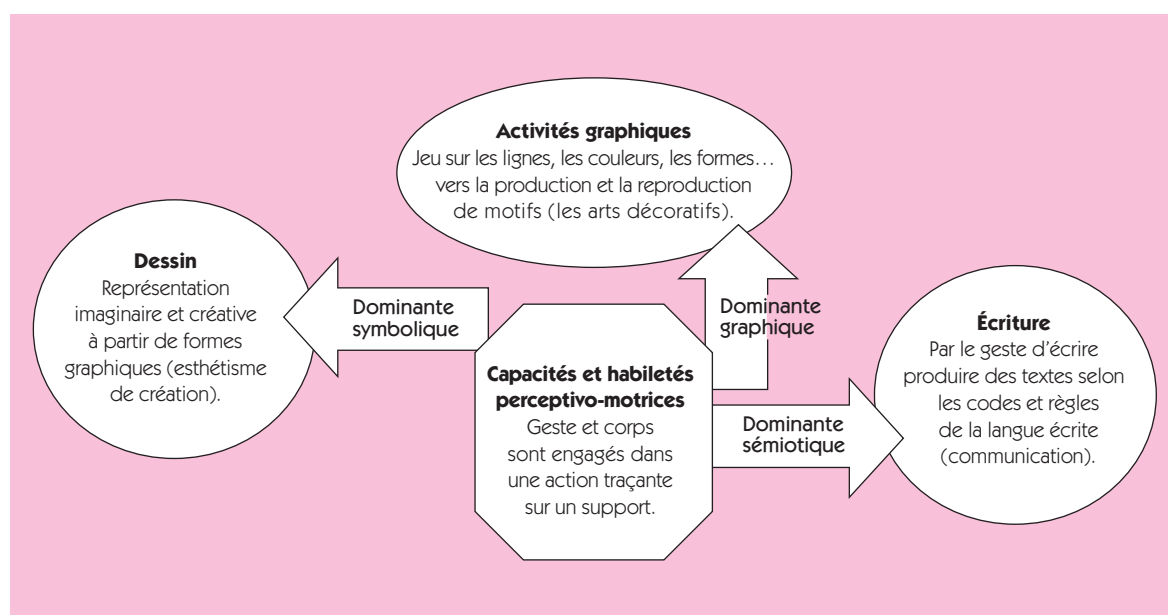 Activités graphiques
Jeu sur les lignes, les couleurs, les formes…
vers la production et la reproduction
de motifs (les arts décoratifs).
Dessin
Représentation
imaginaire et créative
à partir de formes
graphiques (esthétisme
de création).
Dominante
symbolique
Dominante
graphique
Capacités et habiletés
perceptivo-motrices
Geste et corps
sont engagés dans
une action traçante
sur un support.
Dominante
sémiotique
Écriture
Par le geste d’écrire
produire des textes selon
les codes et règles
de la langue écrite
(communication).